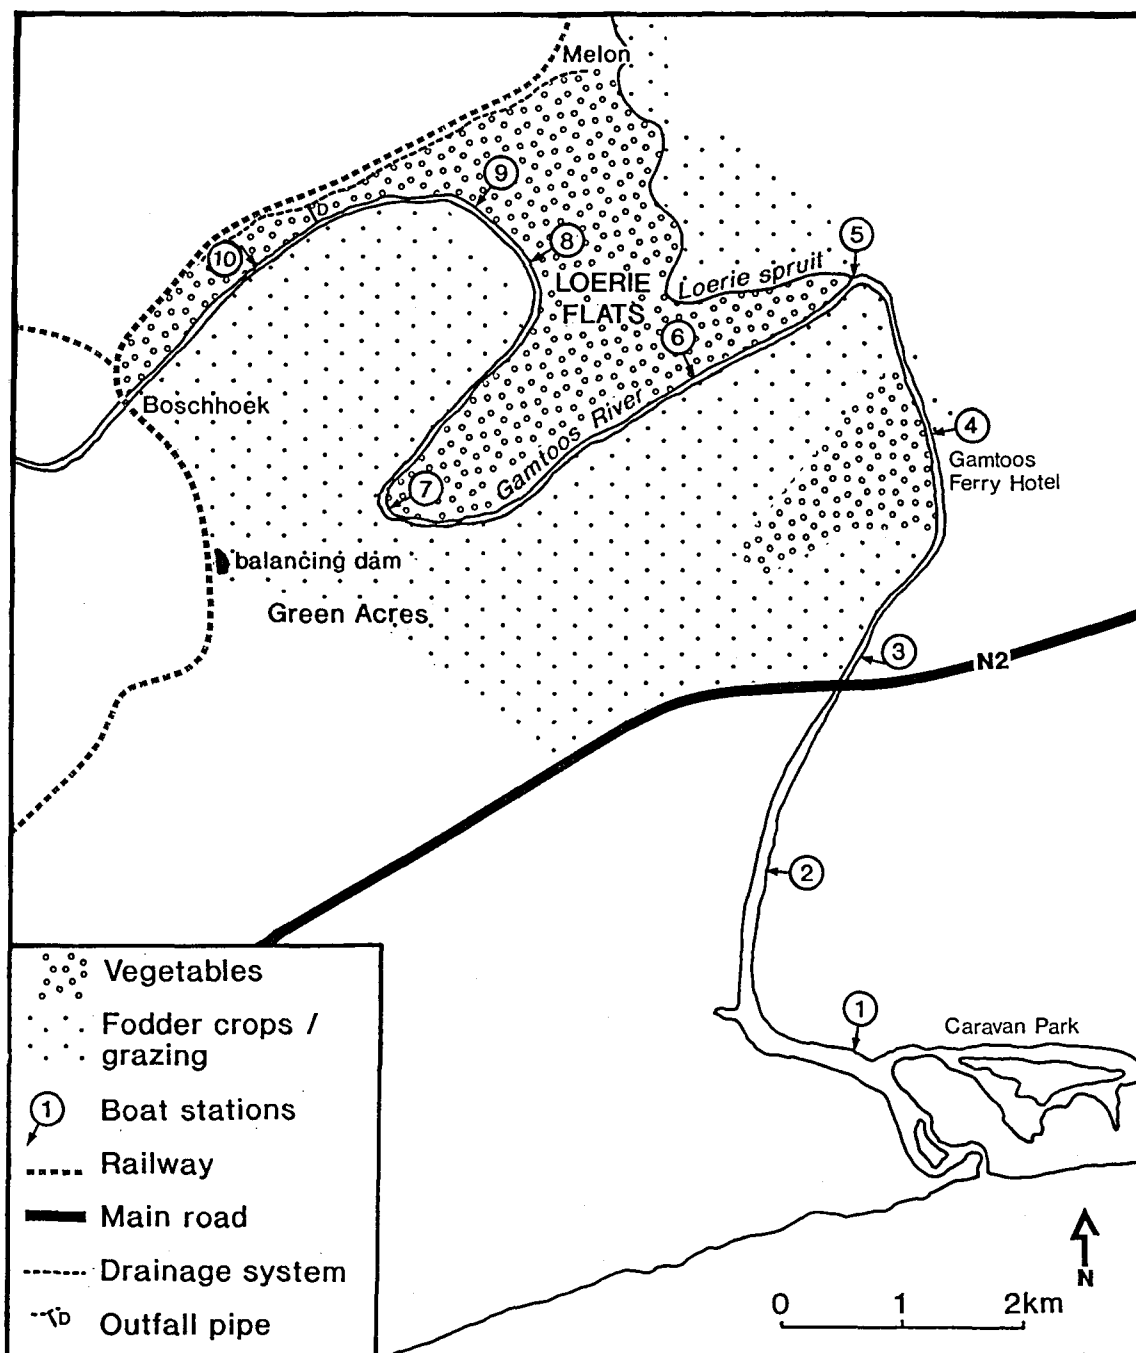 Melon
9
D
8
5
10
LOERIE
FLATS
Loerie spruit
6
Boschhoek
Gamtoos River
4
Gamtoos
Ferry Hotel
7
balancing dam
Green Acres
3
N2
2
1
Caravan Park
Vegetables
Fodder crops /
grazing
1 Boat stations
Railway
Main road
Drainage system
D Outfall pipe
N
0 1 2km